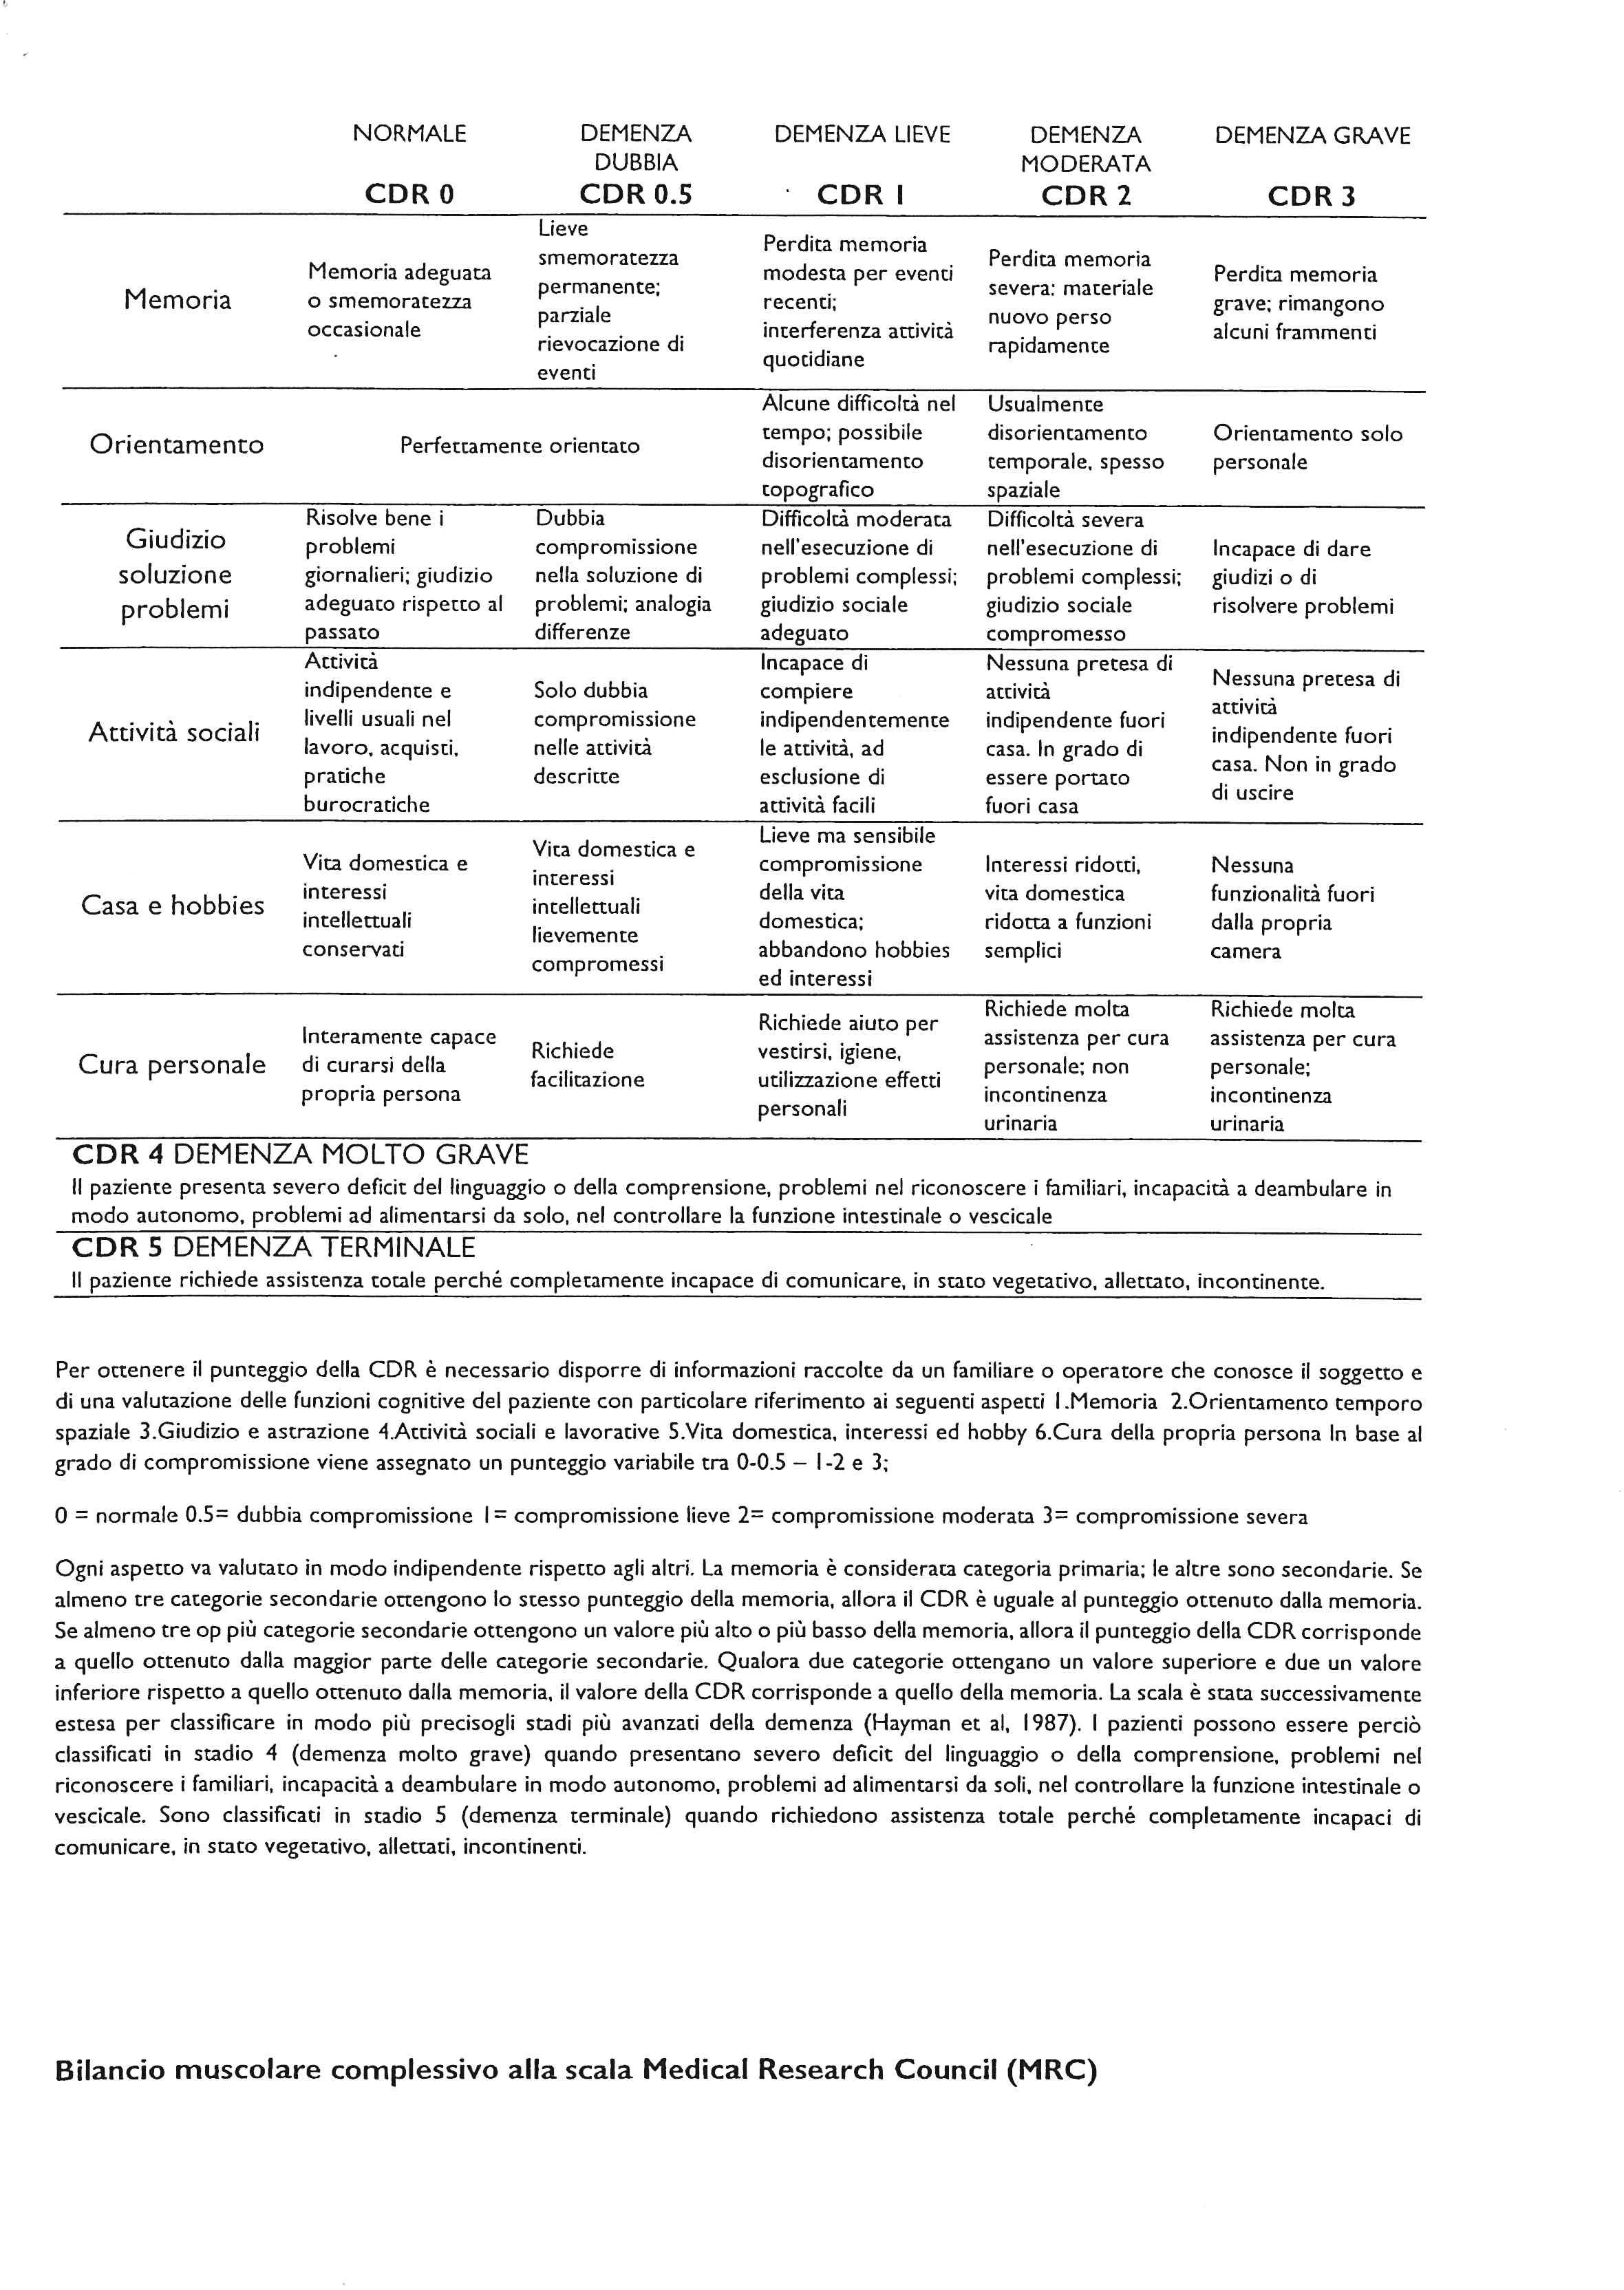 NORMALE DEMENZA DUBBIA DEMENZA LIEVE DEMENZA MODERATA DEMENZA GRAVE
CDR 0 CDR 0.5 CDR 1 CDR 2 CDR 3
Memoria
Memoria adeguata
o smemoratezza
occasionale
Lieve
smemoratezza
permanente;
parziale
rievocazione di
eventi
Perdita memoria
modesta per eventi
recenti;
interferenza attività
quotidiane
Perdita memoria
severa: materiale
nuovo perso
rapidamente
Perdita memoria
grave; rimangono
alcuni frammenti
Orientamento
Perfettamente orientato
Alcune difficoltà nel
tempo; possibile
disorientamento
topografico
Usualmente
disorientamento
temporale, spesso
spaziale
Orientamento solo
personale
Giudizio
soluzione
problemi
Risolve bene i
problemi
giornalieri; giudizio
adeguato rispetto al
passato
Dubbia
compromissione
nella soluzione di
problemi; analogia
differenze
Difficoltà moderata
nell'esecuzione di
problemi complessi;
giudizio sociale
adeguato
Difficoltà severa
nell'esecuzione di
problemi complessi;
giudizio sociale
compromesso
Incapace di dare
giudizi o di
risolvere problemi
Attività sociali
Attività
indipendente e
livelli usuali nel
lavoro, acquisti,
pratiche
burocratiche
Solo dubbia
compromissione
nelle attività
descritte
Incapace di
compiere
indipendentemente
le attività, ad
esclusione di
attività facili
Nessuna pretesa di
attività
indipendente fuori
casa. In grado di
essere portato
fuori casa
Nessuna pretesa di
attività
indipendente fuori
casa. Non in grado
di uscire
Casa e hobbies
Vita domestica e
interessi
intellettuali
conservati
Vita domestica e
interessi
intellettuali
lievemente
compromessi
Lieve ma sensibile
compromissione
della vita
domestica;
abbandono hobbies
ed interessi
Interessi ridotti,
vita domestica
ridotta a funzioni
semplici
Nessuna
funzionalità fuori
dalla propria
camera
Cura personale
Interamente capace
di curarsi della
propria persona
Richiede
facilitazione
Richiede aiuto per
vestirsi, igiene,
utilizzazione effetti
personali
Richiede molta
assistenza per cura
personale; non
incontinenza
urinaria
Richiede molta
assistenza per cura
personale;
incontinenza
urinaria
CDR 4 DEMENZA MOLTO GRAVE
Il paziente presenta severo deficit del linguaggio o della comprensione, problemi nel riconoscere i familiari, incapacità a deambulare in
modo autonomo, problemi ad alimentarsi da solo, nel controllare la funzione intestinale o vescicale
CDR 5 DEMENZA TERMINALE
Il paziente richiede assistenza totale perché completamente incapace di comunicare, in stato vegetativo, allettato, incontinente.
Per ottenere il punteggio della CDR è necessario disporre di informazioni raccolte da un familiare o operatore che conosce il soggetto e
di una valutazione delle funzioni cognitive del paziente con particolare riferimento ai seguenti aspetti 1.Memoria 2.Orientamento temporo
spaziale 3.Giudizio e astrazione 4.Attività sociali e lavorative 5.Vita domestica, interessi ed hobby 6.Cura della propria persona In base al
grado di compromissione viene assegnato un punteggio variabile tra 0-0.5 – 1-2 e 3;
0 = normale 0.5= dubbia compromissione 1= compromissione lieve 2= compromissione moderata 3= compromissione severa
Ogni aspetto va valutato in modo indipendente rispetto agli altri. La memoria è considerata categoria primaria; le altre sono secondarie. Se
almeno tre categorie secondarie ottengono lo stesso punteggio della memoria, allora il CDR è uguale al punteggio ottenuto dalla memoria.
Se almeno tre op più categorie secondarie ottengono un valore più alto o più basso della memoria, allora il punteggio della CDR corrisponde
a quello ottenuto dalla maggior parte delle categorie secondarie. Qualora due categorie ottengano un valore superiore e due un valore
inferiore rispetto a quello ottenuto dalla memoria, il valore della CDR corrisponde a quello della memoria. La scala è stata successivamente
estesa per classificare in modo più precisogli stadi più avanzati della demenza (Hayman et al, 1987). I pazienti possono essere perciò
classificati in stadio 4 (demenza molto grave) quando presentano severo deficit del linguaggio o della comprensione, problemi nel
riconoscere i familiari, incapacità a deambulare in modo autonomo, problemi ad alimentarsi da soli, nel controllare la funzione intestinale o
vescicale. Sono classificati in stadio 5 (demenza terminale) quando richiedono assistenza totale perché completamente incapaci di
comunicare, in stato vegetativo, allettati, incontinenti.
Bilancio muscolare complessivo alla scala Medical Research Council (MRC)